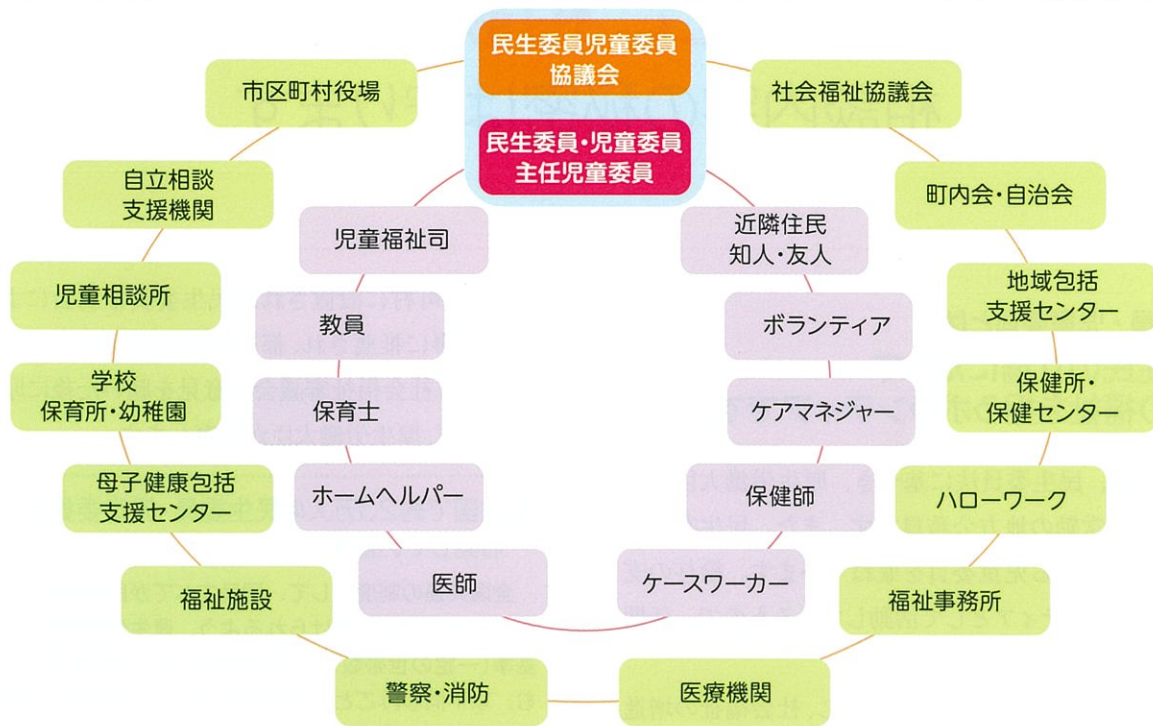 民生委員児童委員
協議会
民生委員・児童委員
主任児童委員
市区町村役場
社会福祉協議会
自立相談
支援機関
町内会・自治会
児童福祉司
近隣住民
知人・友人
児童相談所
地域包括
支援センター
教員
ボランティア
学校
保育所・幼稚園
保健所・
保健センター
保育士
ケアマネジャー
母子健康包括
支援センター
ハローワーク
ホームヘルパー
保健師
福祉施設
福祉事務所
医師
ケースワーカー
警察・消防
医療機関